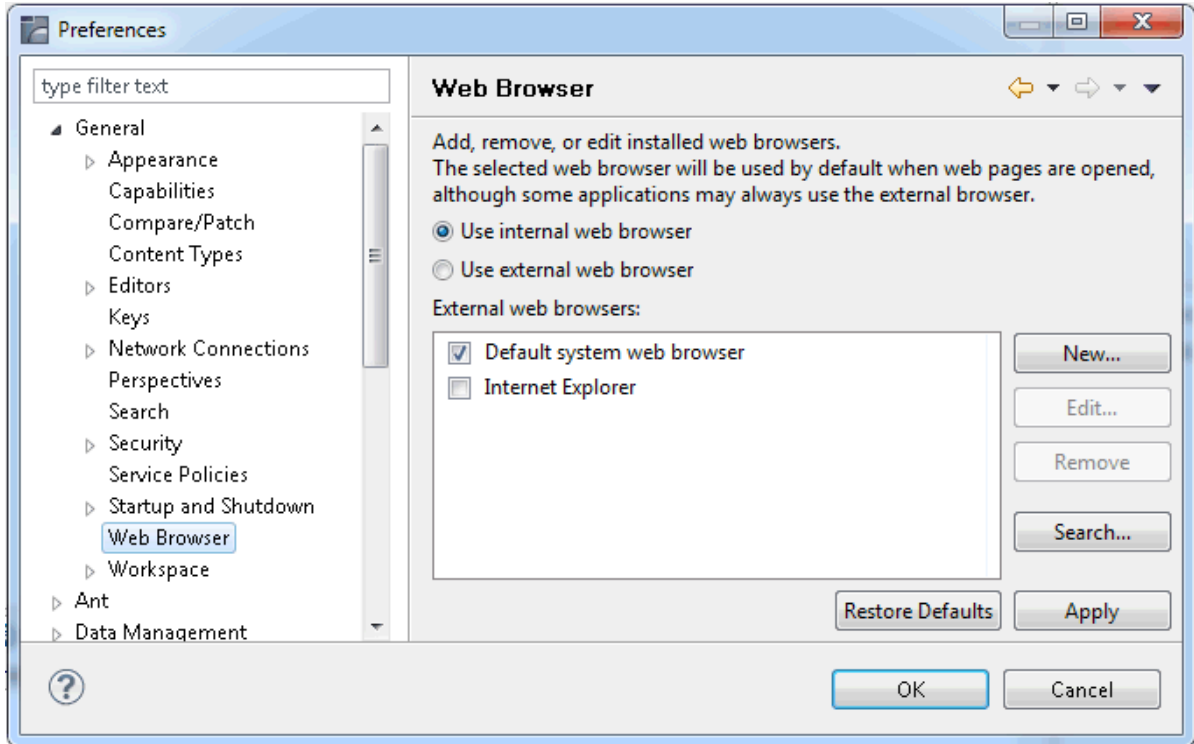 Preferences
type filter text
General
Appearance
Capabilities
Compare/Patch
Content Types
Editors
Keys
Network Connections
Perspectives
Search
Security
Service Policies
Startup and Shutdown
Web Browser
Workspace
Ant
Data Management
Web Browser
Add, remove, or edit installed web browsers.
The selected web browser will be used by default when web pages are opened,
although some applications may always use the external browser.
Use internal web browser
Use external web browser
External web browsers:
Default system web browser
Internet Explorer
New...
Edit...
Remove
Search...
Restore Defaults
Apply
?
OK
Cancel